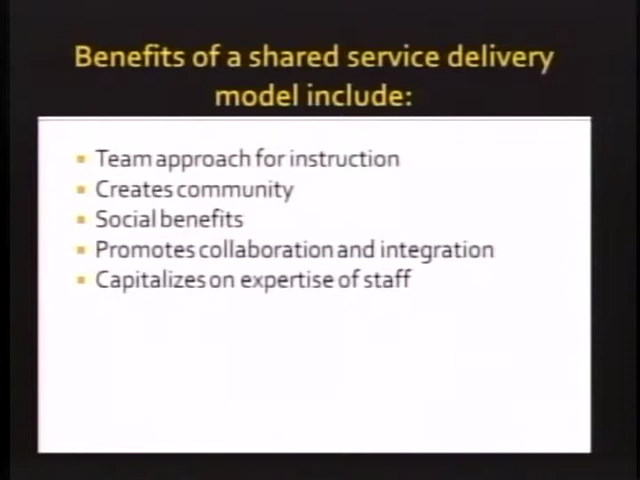 Benefits of a shared service delivery
model include:
Team approach for instruction
Creates community
Social benefits
Promotes collaboration and integration
Capitalizes on expertise of staff